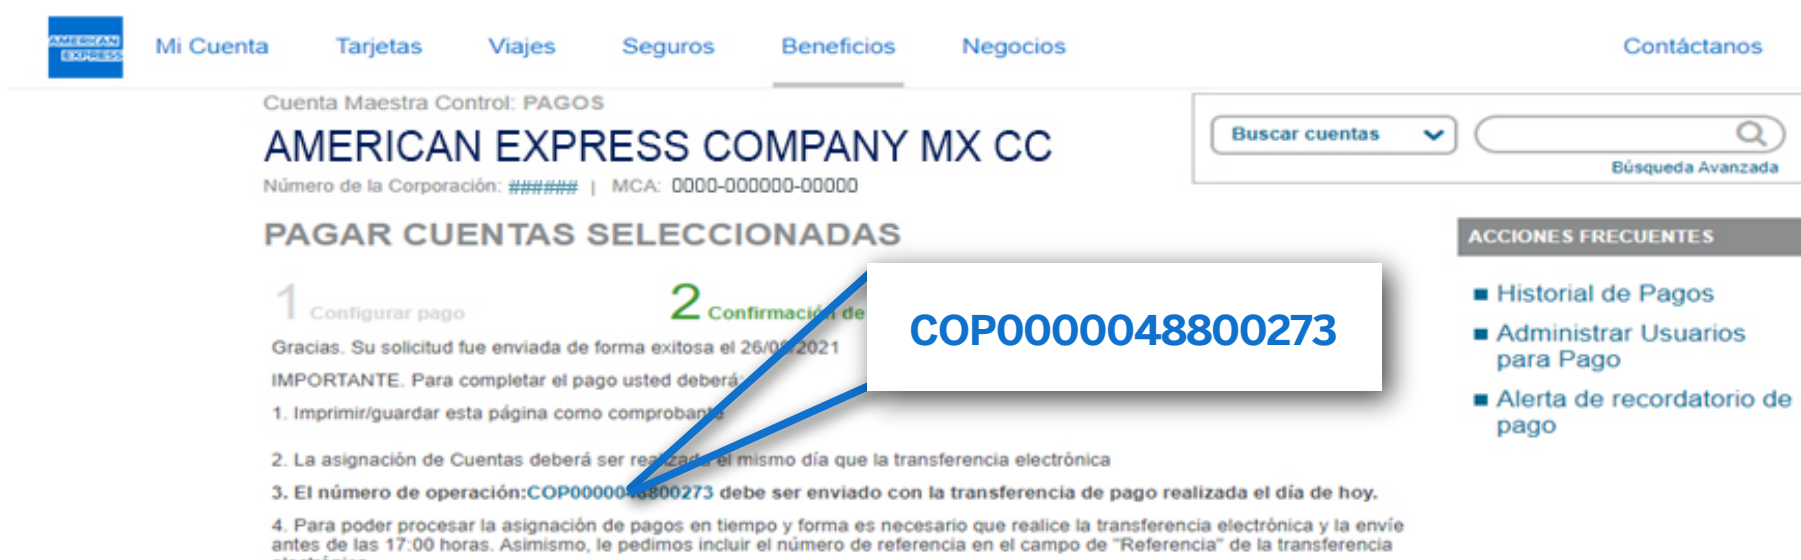 AMERICAN
EXPRESS
Mi Cuenta Tarjetas Viajes Seguros Beneficios Negocios Contáctanos
Cuenta Maestra Control: PAGOS
AMERICAN EXPRESS COMPANY MX CC
Número de la Corporación: ###### | MCA: 0000-000000-00000
Buscar cuentas
Búsqueda Avanzada
PAGAR CUENTAS SELECCIONADAS
1 Configurar pago 2 Confirmación de
COP0000048800273
Gracias. Su solicitud fue enviada de forma exitosa el 26/0 2021
IMPORTANTE. Para completar el pago usted deberá:
1. Imprimir/guardar esta página como comprobante
2. La asignación de Cuentas deberá ser realizada el mismo día que la transferencia electrónica
3. El número de operación:COP0000048800273 debe ser enviado con la transferencia de pago realizada el día de hoy.
4. Para poder procesar la asignación de pagos en tiempo y forma es necesario que realice la transferencia electrónica y la envíe
antes de las 17:00 horas. Asimismo, le pedimos incluir el número de referencia en el campo de "Referencia" de la transferencia
ACCIONES FRECUENTES
Historial de Pagos
Administrar Usuarios
para Pago
Alerta de recordatorio de
pago